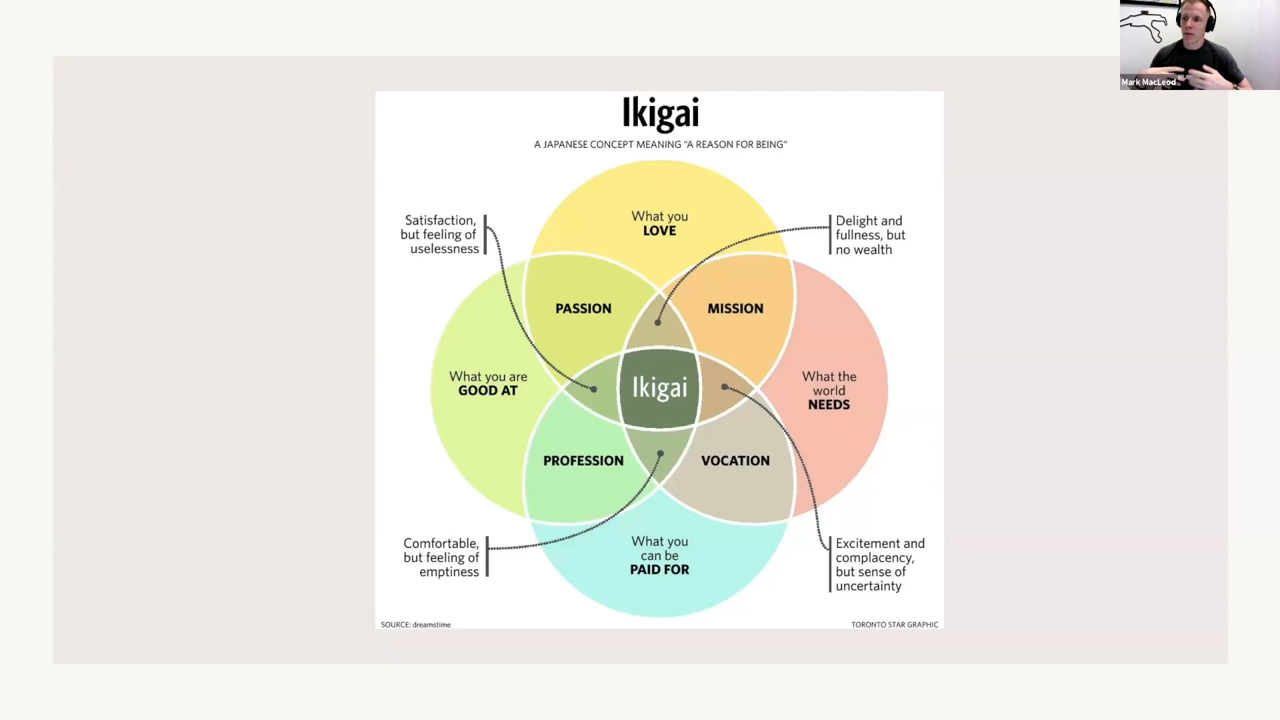 Mark MacLeod
Ikigai
A JAPANESE CONCEPT MEANING "A REASON FOR BEING"
Satisfaction,
but feeling of
uselessness
What you
LOVE
Delight and
fullness, but
no wealth
PASSION
MISSION
What you are
GOOD AT
Ikigai
What the
world
NEEDS
PROFESSION
VOCATION
Comfortable,
but feeling of
emptiness
What you
can be
PAID FOR
Excitement and
complacency,
but sense of
uncertainty
SOURCE: dreamstime
TORONTO STAR GRAPHIC